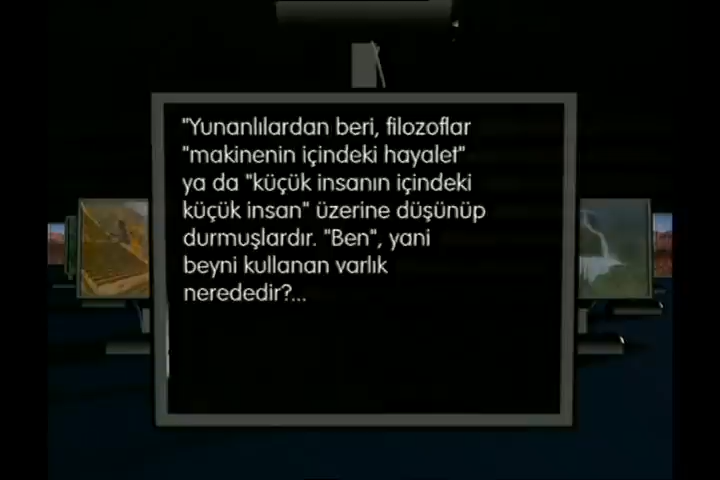 "Yunanlılardan beri, filozoflar
"makinenin içindeki hayalet"
ya da "küçük insanın içindeki
küçük insan" üzerine düşünüp
durmuşlardır. "Ben", yani
beyni kullanan varlık
nerededir?...